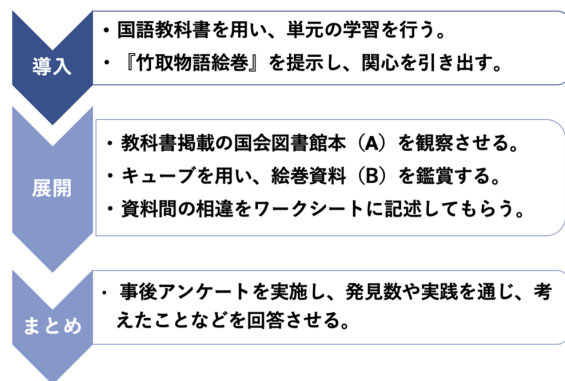 導入
・国語教科書を用い、単元の学習を行う。
・『竹取物語絵巻』を提示し、関心を引き出す。
展開
・教科書掲載の国会図書館本（A）を観察させる。
・キューブを用い、絵巻資料（B）を鑑賞する。
・資料間の相違をワークシートに記述してもらう。
まとめ
・事後アンケートを実施し、発見数や実践を通じ、考
えたことなどを回答させる。